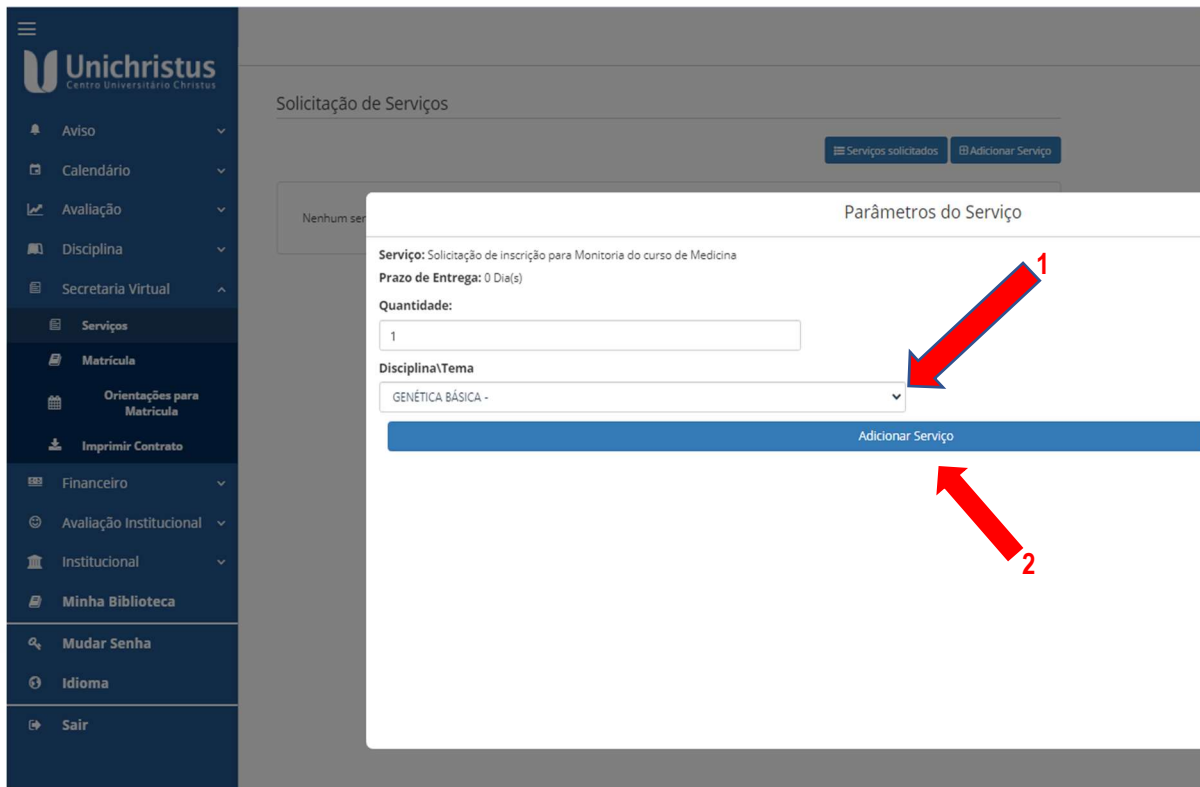 Unichristus
Centro Universitário Christus
Aviso
Calendário
Avaliação
Disciplina
Secretaria Virtual
Serviços
Matrícula
Orientações para
Matricula
Imprimir Contrato
Financeiro
Avaliação Institucional
Institucional
Minha Biblioteca
Mudar Senha
Idioma
Sair
Solicitação de Serviços
Serviços solicitados
Adicionar Serviço
Nenhum ser
Parâmetros do Serviço
Serviço: Solicitação de inscrição para Monitoria do curso de Medicina
Prazo de Entrega: 0 Dia(s)
Quantidade:
1
Disciplina\Tema
GENÉTICA BÁSICA -
Adicionar Serviço
1
2